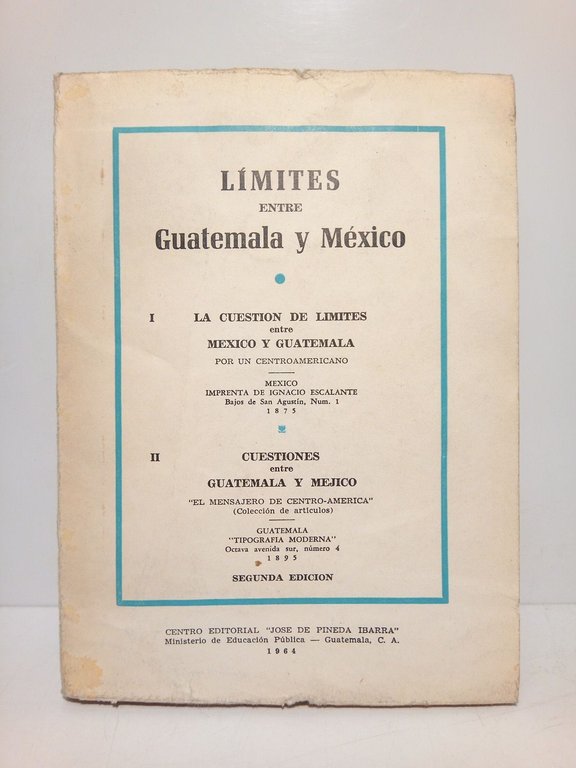 LÍMITES
ENTRE
Guatemala y México
I LA CUESTION DE LIMITES
entre
MEXICO Y GUATEMALA
POR UN CENTROAMERICANO
MEXICO
IMPRENTA DE IGNACIO ESCALANTE
Bajos de San Agustín, Num. 1
1875
II CUESTIONES
entre
GUATEMALA Y MEJICO
"EL MENSAJERO DE CENTRO-AMERICA"
(Colección de artículos)
GUATEMALA
"TIPOGRAFIA MODERNA"
Octava avenida sur, número 4
1895
SEGUNDA EDICION
CENTRO EDITORIAL "JOSE DE PINEDA IBARRA"
Ministerio de Educación Pública — Guatemala, C. A.
1964